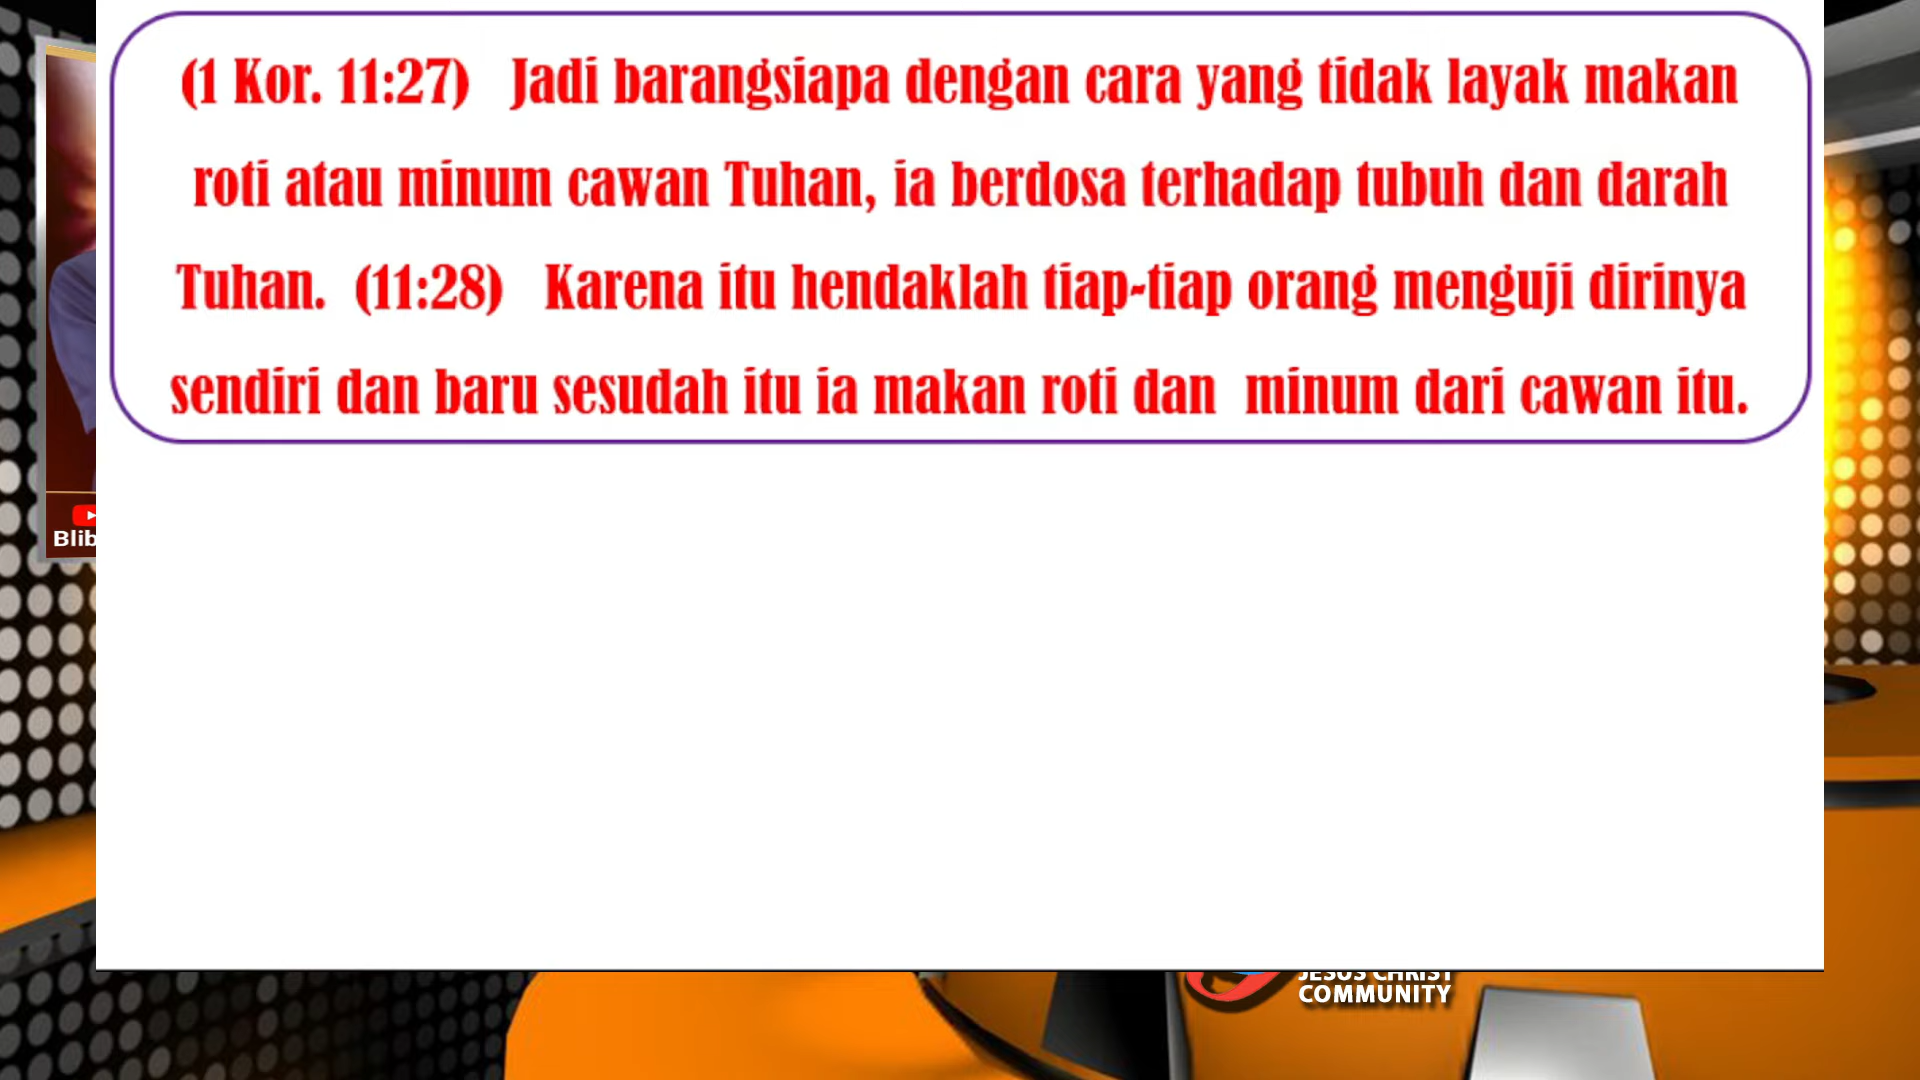 (1 Kor. 11:27) Jadi barangsiapa dengan cara yang tidak layak makan
roti atau minum cawan Tuhan, ia berdosa terhadap tubuh dan darah
Tuhan. (11:28) Karena itu hendaklah tiap-tiap orang menguji dirinya
sendiri dan baru sesudah itu ia makan roti dan minum dari cawan itu.
Blib
JESUS CHRIST
COMMUNITY